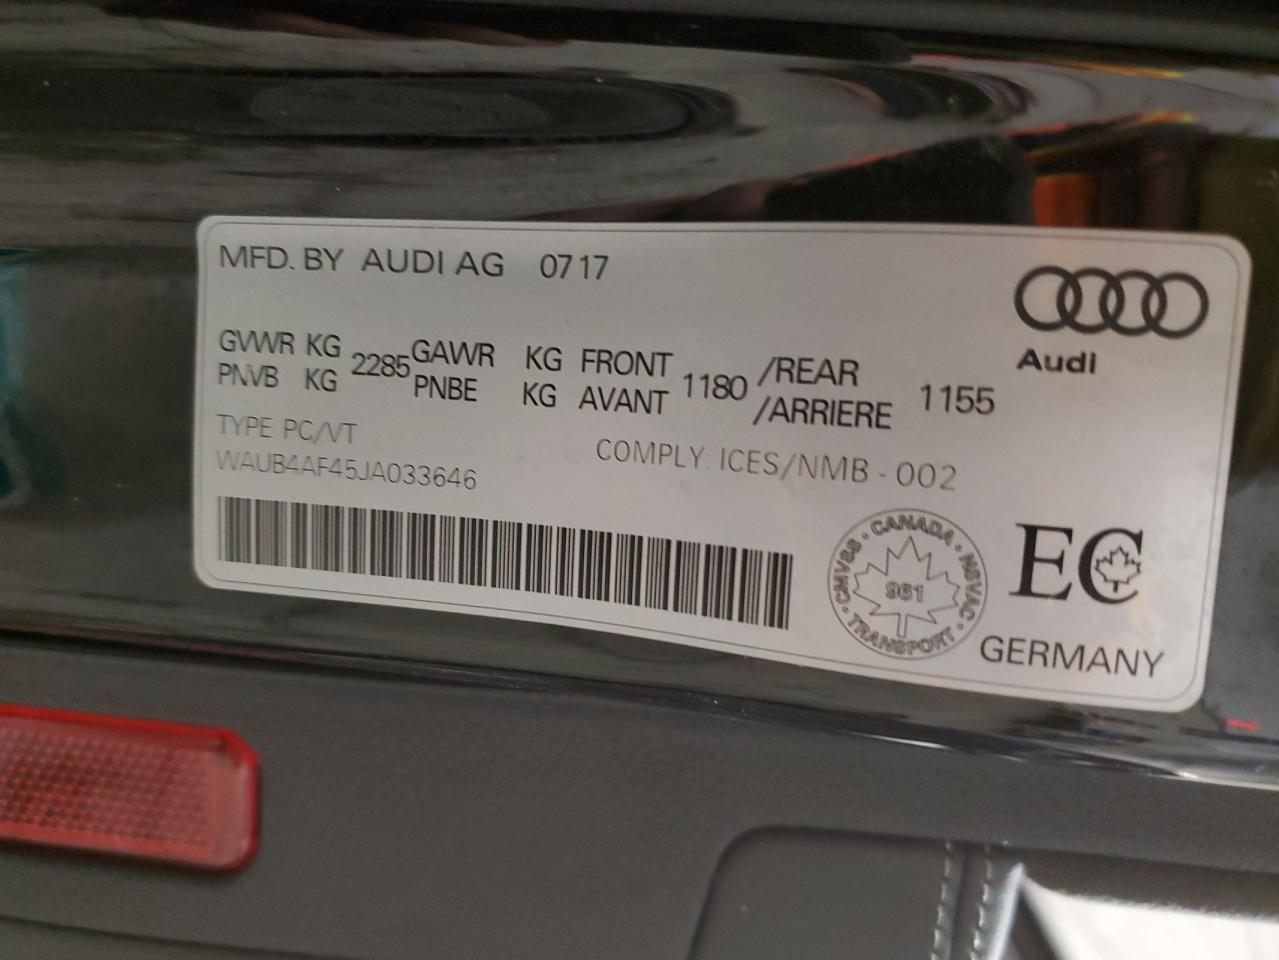 MFD. BY AUDI AG 0717
Audi
GVWR KG 2285 GAWR KG FRONT 1180 /REAR 1155
PNVB KG PNBE KG AVANT /ARRIERE
TYPE PC/VT
COMPLY: ICES/NMB - 002
WAUB4AF45JA033646
CANADA • NSVAC • TRANSPORT • CMVSS •
961
EC
GERMANY